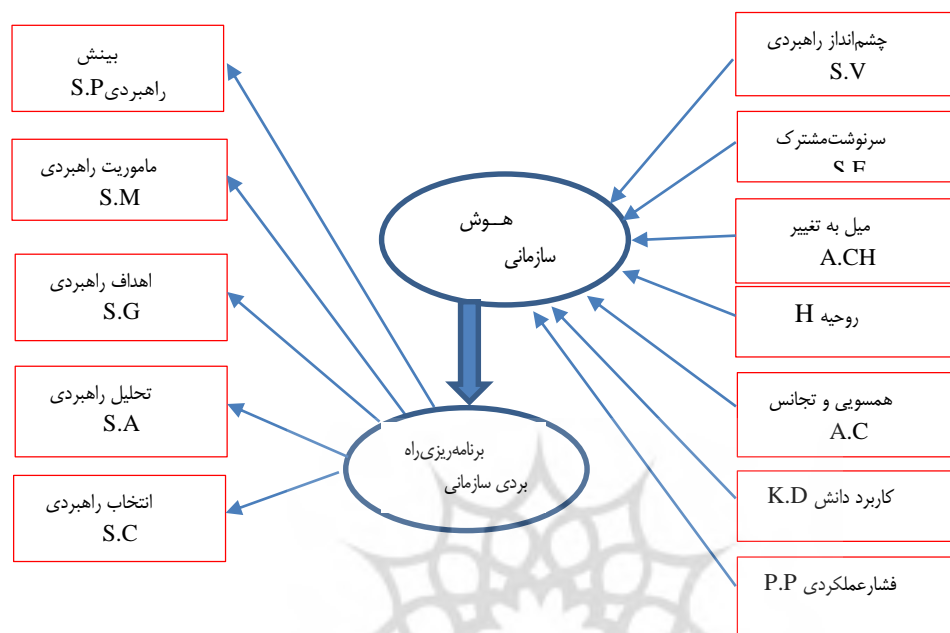 چشم‌انداز راهبردی
S.V
سرنوشت‌مشترک
S.F
میل به تغییر
A.CH
روحیه H
همسویی و تجانس
A.C
کاربرد دانش K.D
فشارعملکردی P.P
هــوش
سازمانی
برنامه‌ریزی‌راه
بردی سازمانی
بینش
راهبردی S.P
ماموریت راهبردی
S.M
اهداف راهبردی
S.G
تحلیل راهبردی
S.A
انتخاب راهبردی
S.C